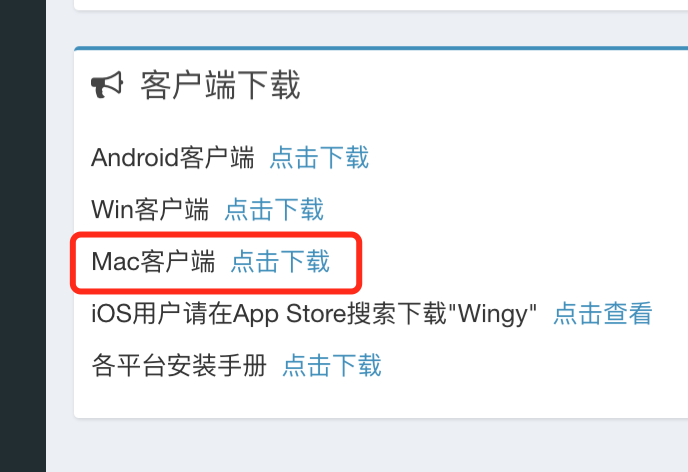 客户端下载
Android客户端 点击下载
Win客户端 点击下载
Mac客户端 点击下载
iOS用户请在App Store搜索下载"Wingy" 点击查看
各平台安装手册 点击下载